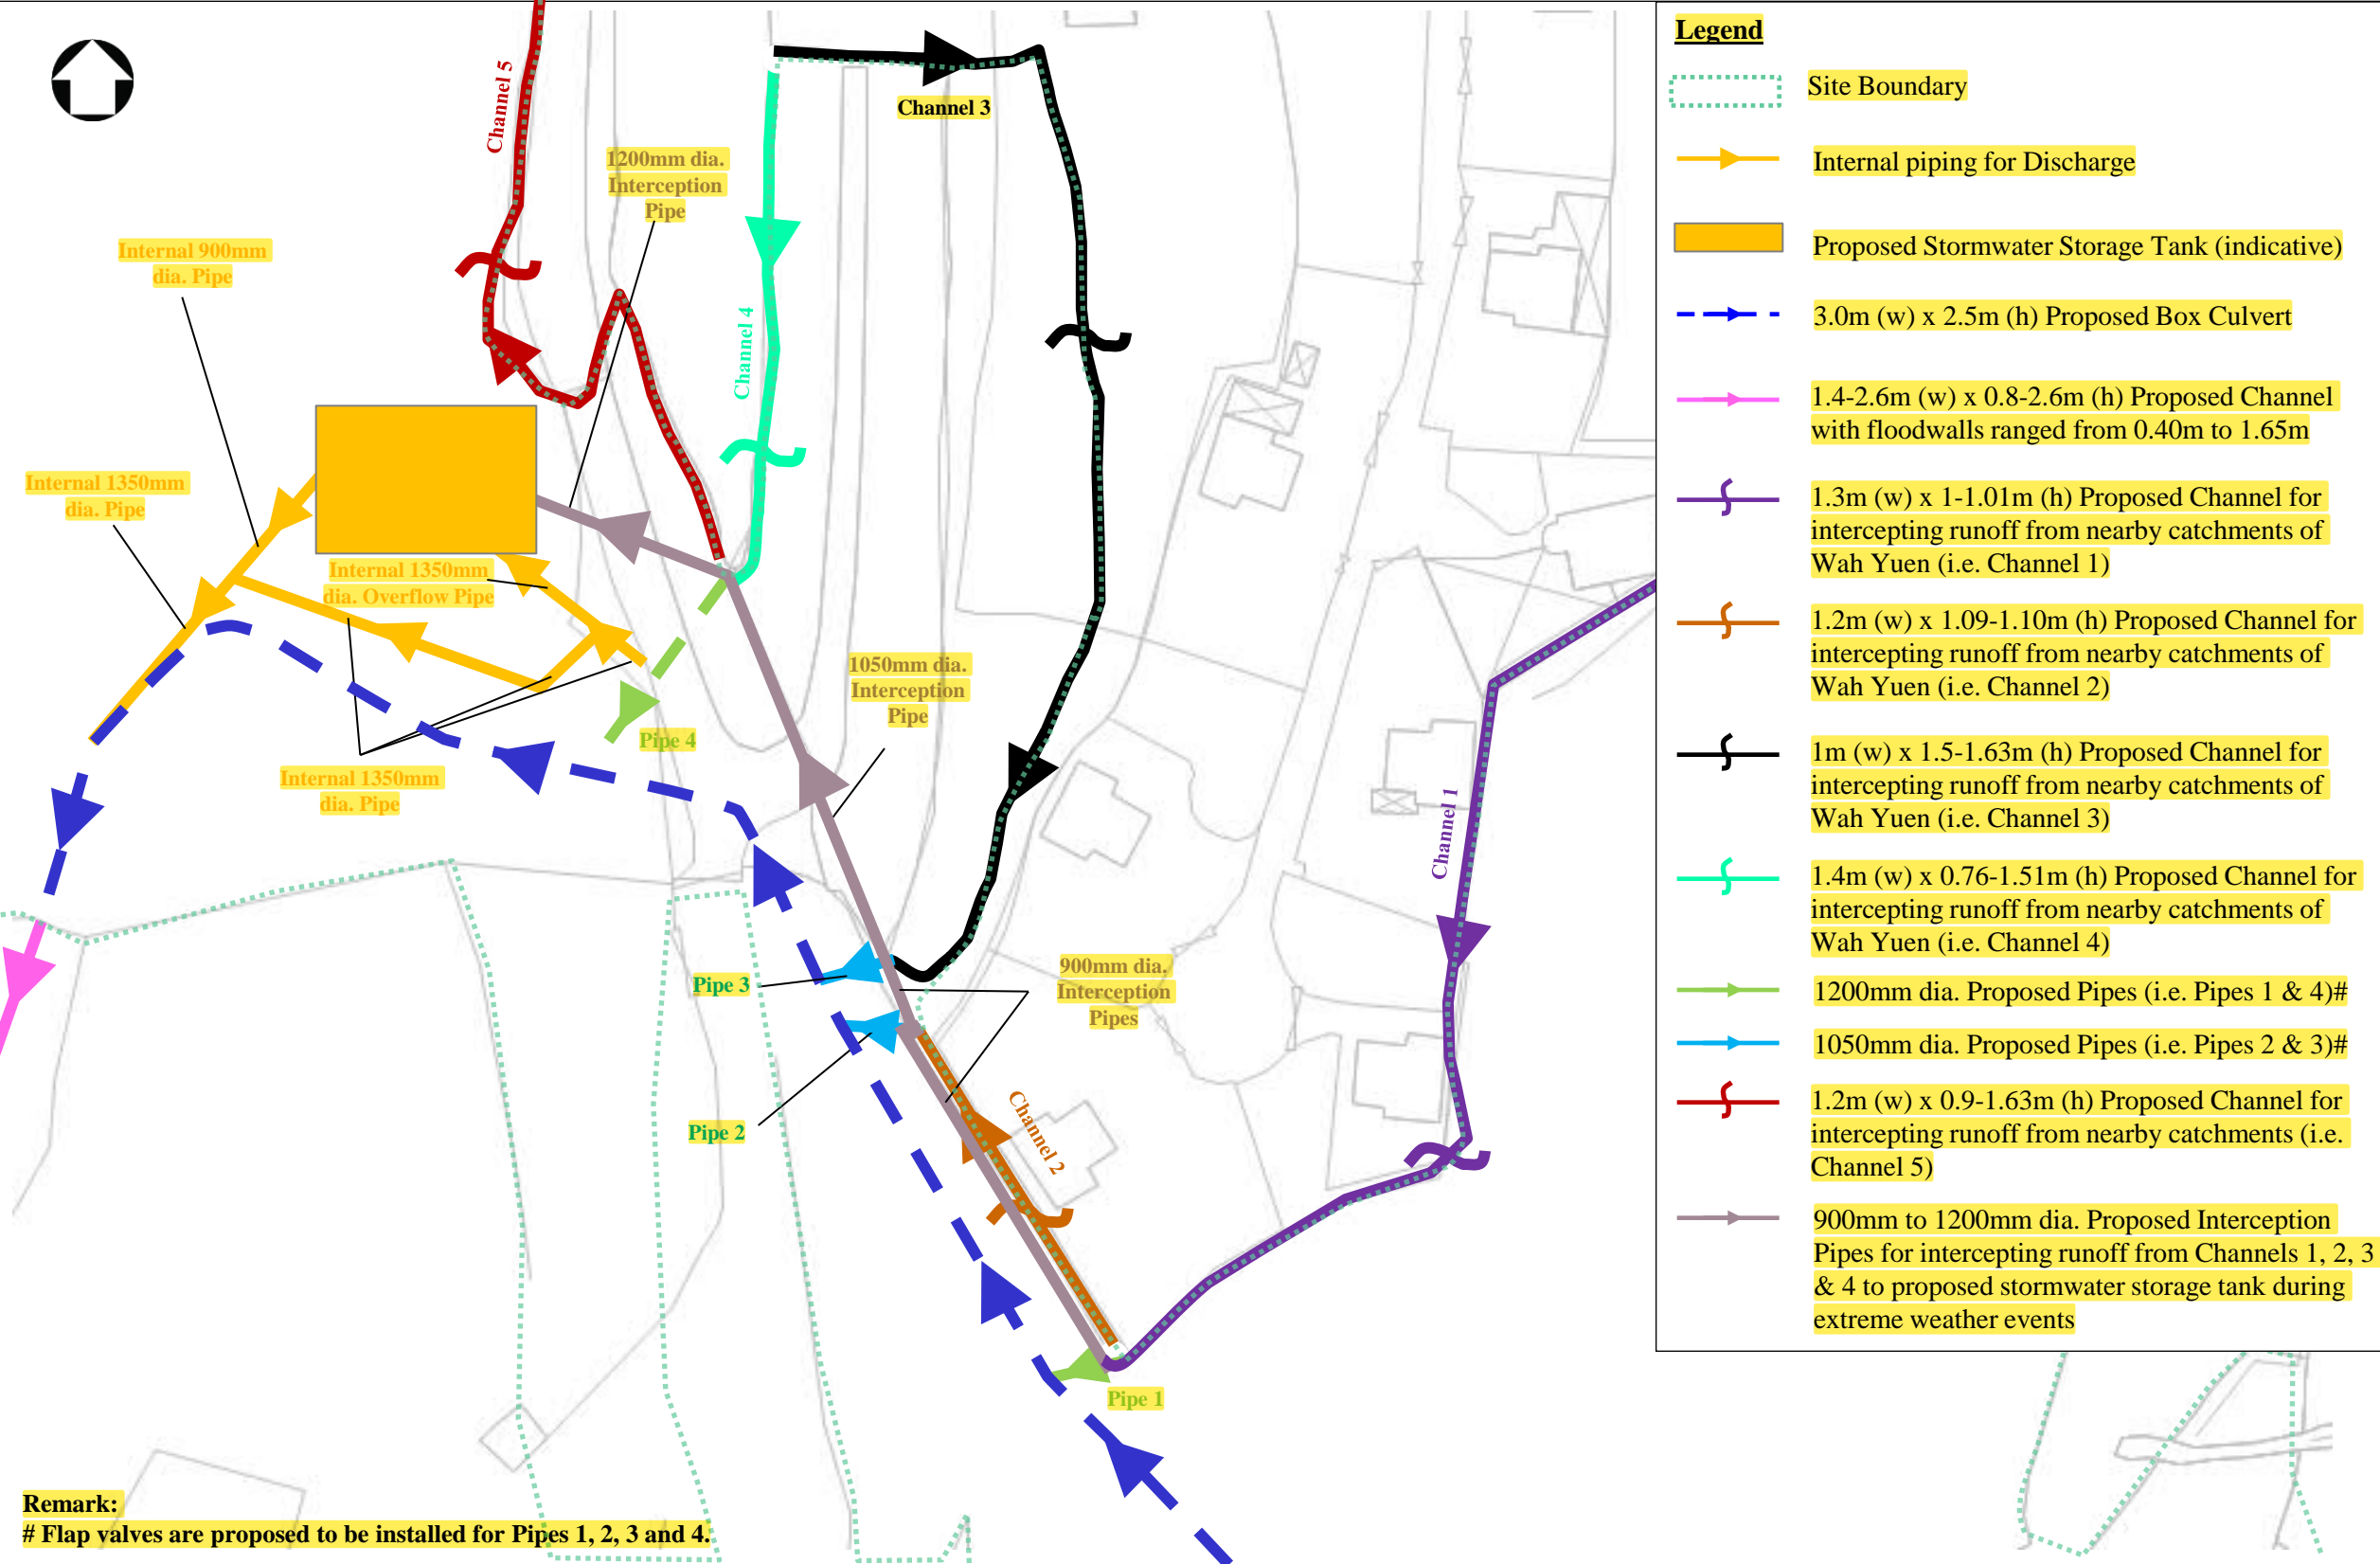 Channel 5
Channel 3
1200mm dia.
Interception
Pipe
Internal 900mm
dia. Pipe
Channel 4
Internal 1350mm
dia. Pipe
Internal 1350mm
dia. Overflow Pipe
1050mm dia.
Interception
Pipe
Pipe 4
Internal 1350mm
dia. Pipe
Channel 1
Pipe 3
900mm dia.
Interception
Pipes
Pipe 2
Channel 2
Pipe 1
Remark:
# Flap valves are proposed to be installed for Pipes 1, 2, 3 and 4.
Legend
Site Boundary
Internal piping for Discharge
Proposed Stormwater Storage Tank (indicative)
3.0m (w) x 2.5m (h) Proposed Box Culvert
1.4-2.6m (w) x 0.8-2.6m (h) Proposed Channel
with floodwalls ranged from 0.40m to 1.65m
1.3m (w) x 1-1.01m (h) Proposed Channel for
intercepting runoff from nearby catchments of
Wah Yuen (i.e. Channel 1)
1.2m (w) x 1.09-1.10m (h) Proposed Channel for
intercepting runoff from nearby catchments of
Wah Yuen (i.e. Channel 2)
1m (w) x 1.5-1.63m (h) Proposed Channel for
intercepting runoff from nearby catchments of
Wah Yuen (i.e. Channel 3)
1.4m (w) x 0.76-1.51m (h) Proposed Channel for
intercepting runoff from nearby catchments of
Wah Yuen (i.e. Channel 4)
1200mm dia. Proposed Pipes (i.e. Pipes 1 & 4)#
1050mm dia. Proposed Pipes (i.e. Pipes 2 & 3)#
1.2m (w) x 0.9-1.63m (h) Proposed Channel for
intercepting runoff from nearby catchments (i.e.
Channel 5)
900mm to 1200mm dia. Proposed Interception
Pipes for intercepting runoff from Channels 1, 2, 3
& 4 to proposed stormwater storage tank during
extreme weather events